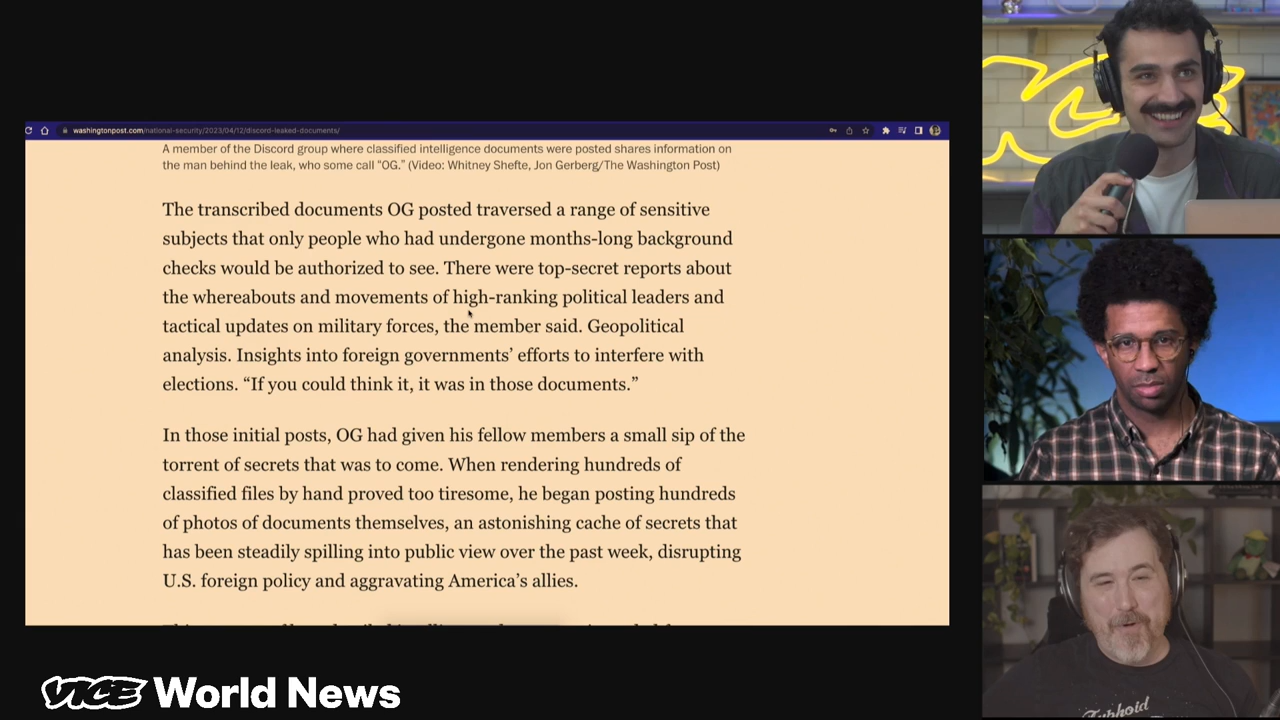 washingtonpost.com/national-security/2023/04/12/discord-leaked-documents/
A member of the Discord group where classified intelligence documents were posted shares information on
the man behind the leak, who some call "OG." (Video: Whitney Shefte, Jon Gerberg/The Washington Post)
The transcribed documents OG posted traversed a range of sensitive
subjects that only people who had undergone months-long background
checks would be authorized to see. There were top-secret reports about
the whereabouts and movements of high-ranking political leaders and
tactical updates on military forces, the member said. Geopolitical
analysis. Insights into foreign governments’ efforts to interfere with
elections. “If you could think it, it was in those documents.”
In those initial posts, OG had given his fellow members a small sip of the
torrent of secrets that was to come. When rendering hundreds of
classified files by hand proved too tiresome, he began posting hundreds
of photos of documents themselves, an astonishing cache of secrets that
has been steadily spilling into public view over the past week, disrupting
U.S. foreign policy and aggravating America’s allies.
VICE World News